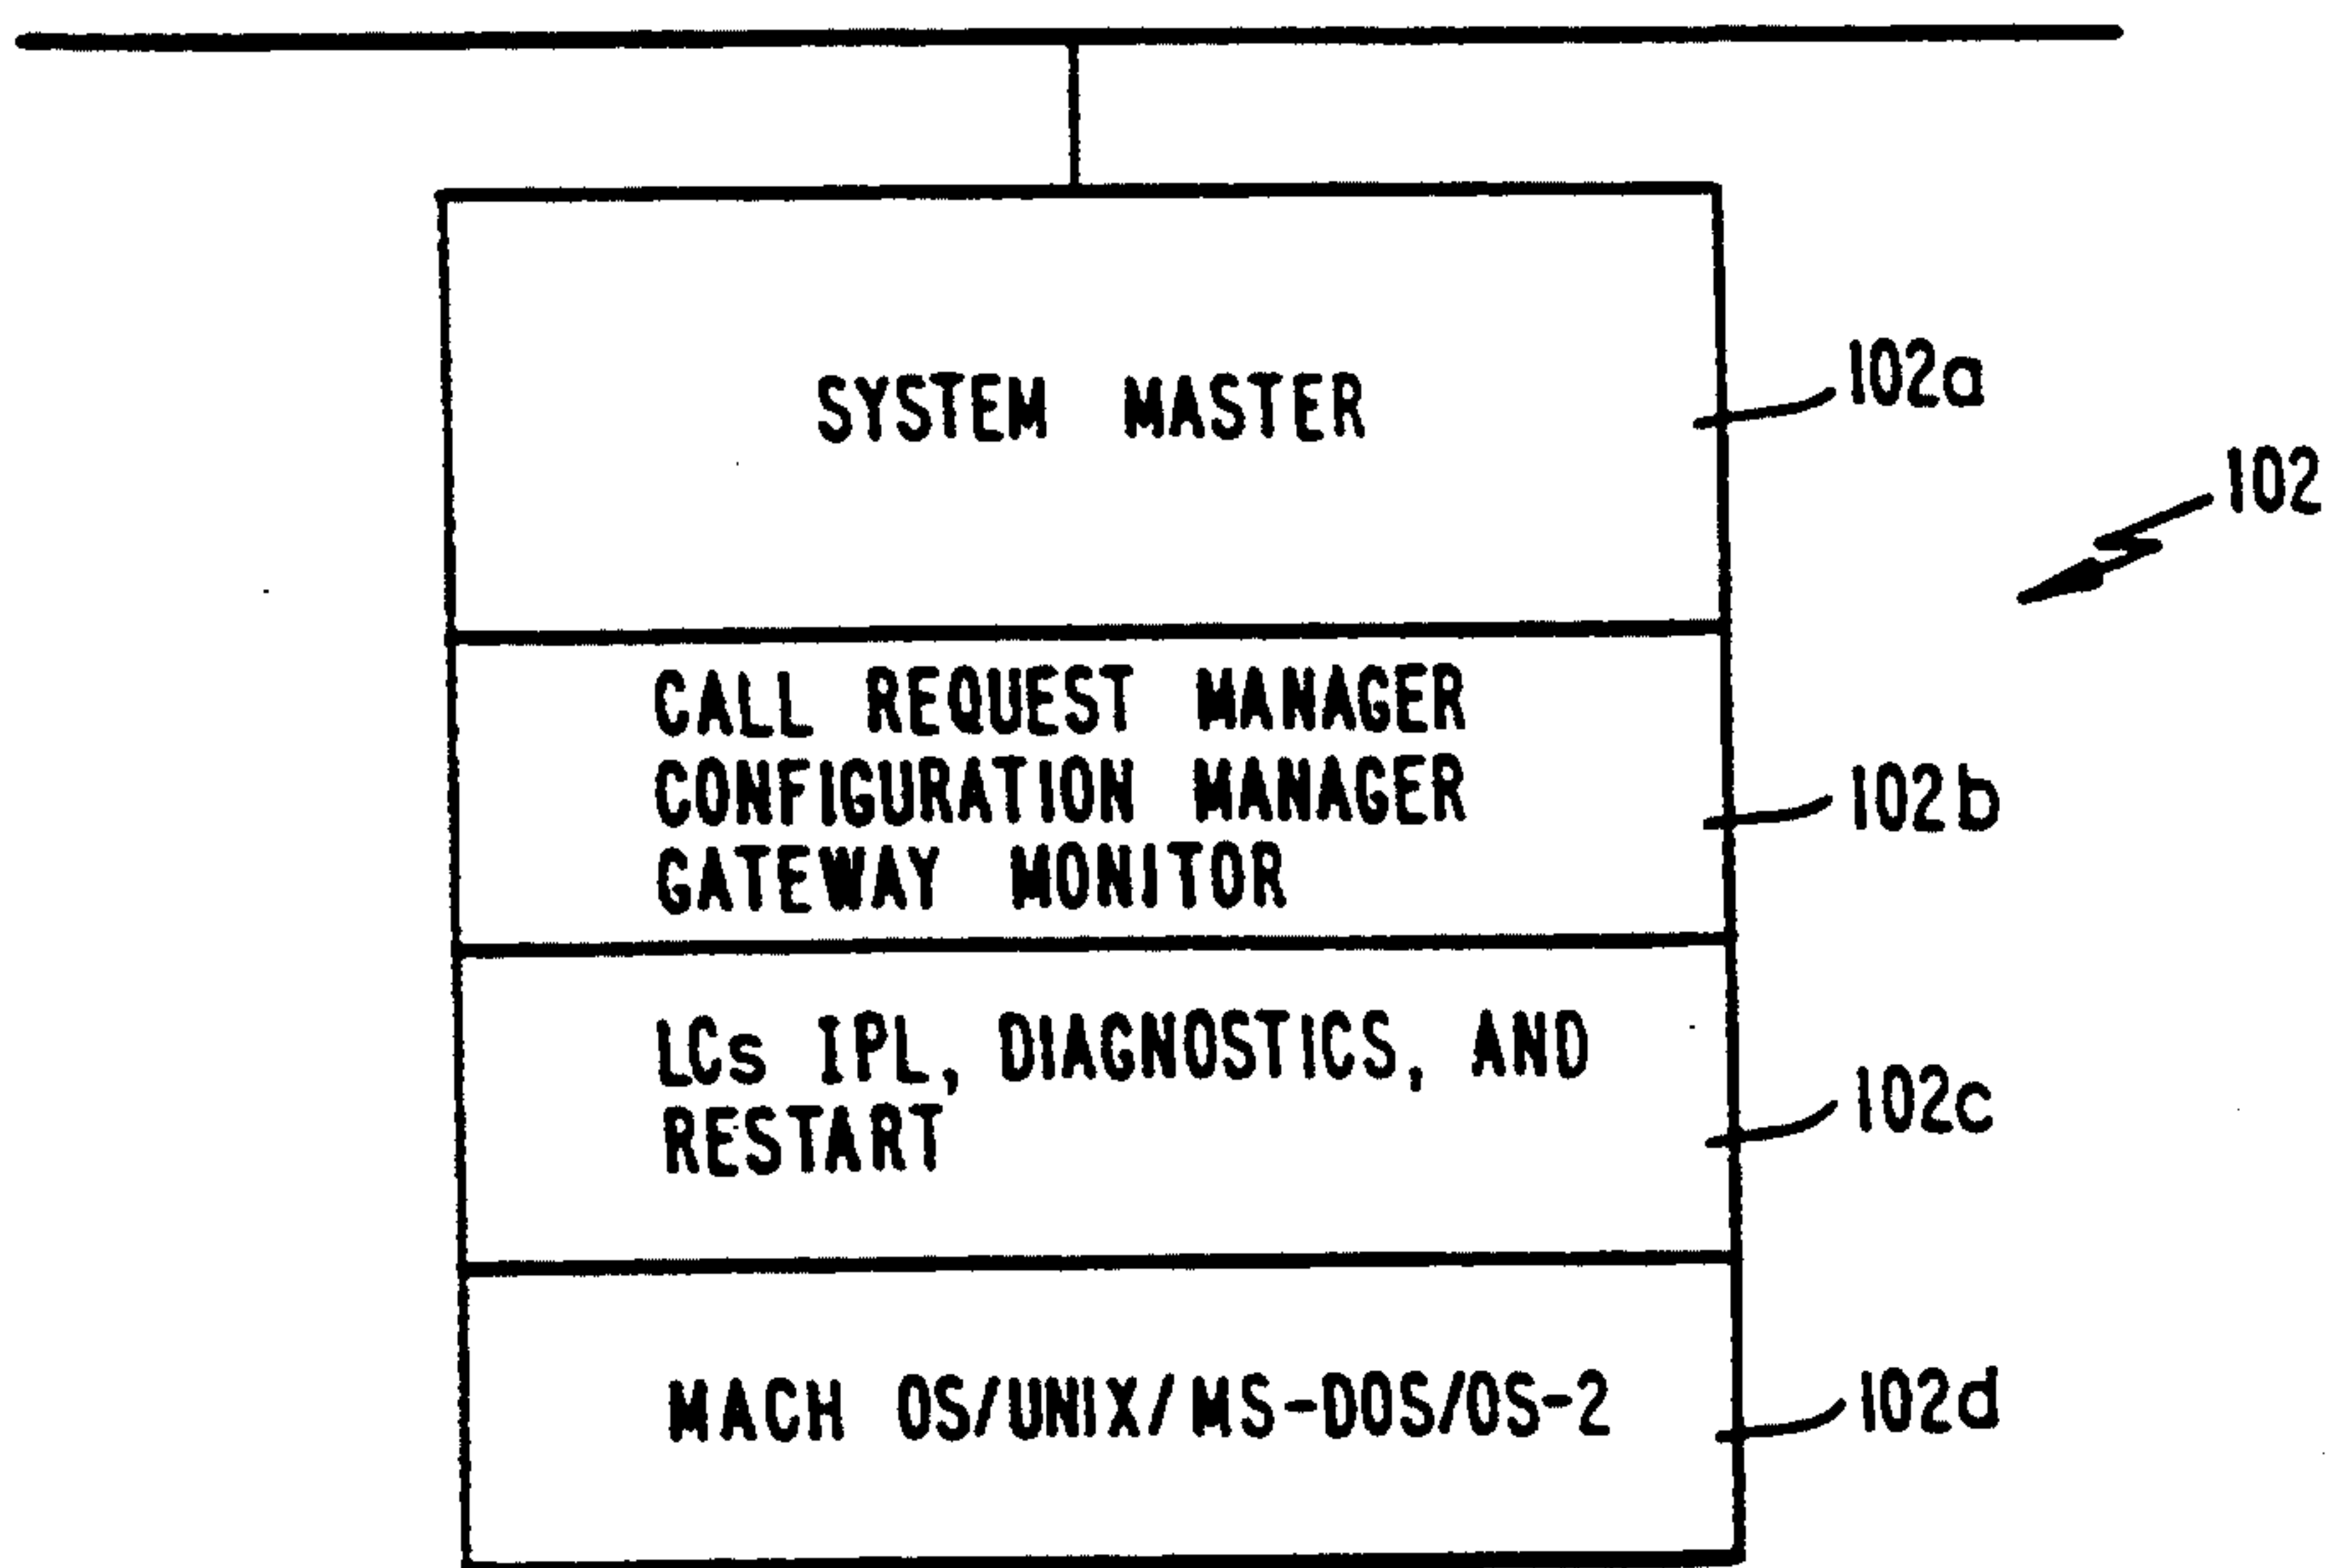 SYSTEM MASTER
102a
102
CALL REQUEST MANAGER
CONFIGURATION MANAGER
GATEWAY MONITOR
102b
LCs IPL, DIAGNOSTICS, AND
RESTART
102c
MACH OS/UNIX/MS-DOS/OS-2
102d